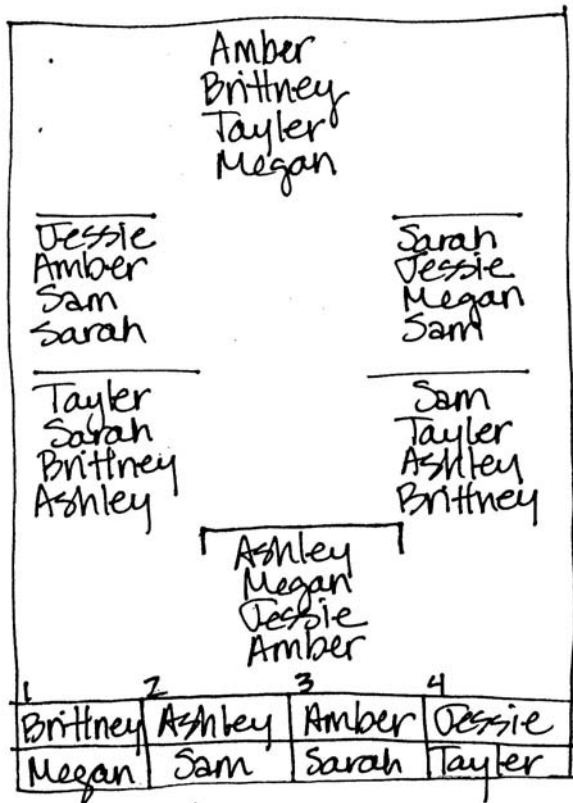 Amber
Brittney
Tayler
Megan
Jessie
Amber
Sam
Sarah
Sarah
Jessie
Megan
Sam
Tayler
Sarah
Brittney
Ashley
Sam
Tayler
Ashley
Brittney
Ashley
Megan
Jessie
Amber
1 2 3 4
Brittney Ashley Amber Jessie
Megan Sam Sarah Tayler